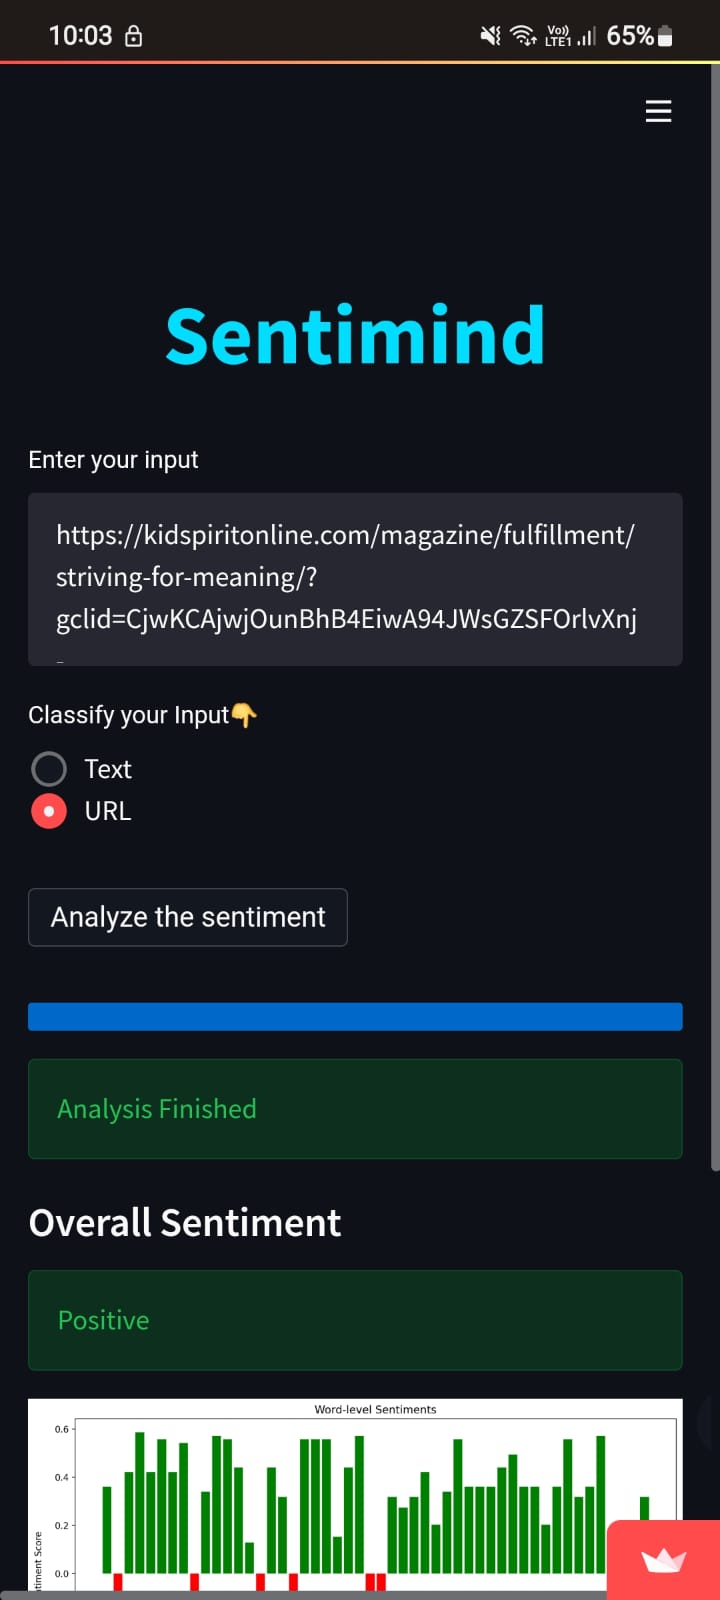 10:03
Vo))
LTE1
65%
Sentimind
Enter your input
https://kidspiritonline.com/magazine/fulfillment/
striving-for-meaning/?
gclid=CjwKCAjwjOunBhB4EiwA94JWsGZSFOrlvXnj
Classify your Input👇
Text
URL
Analyze the sentiment
Analysis Finished
Overall Sentiment
Positive
Word-level Sentiments
0.6
0.4
0.2
0.0
Score